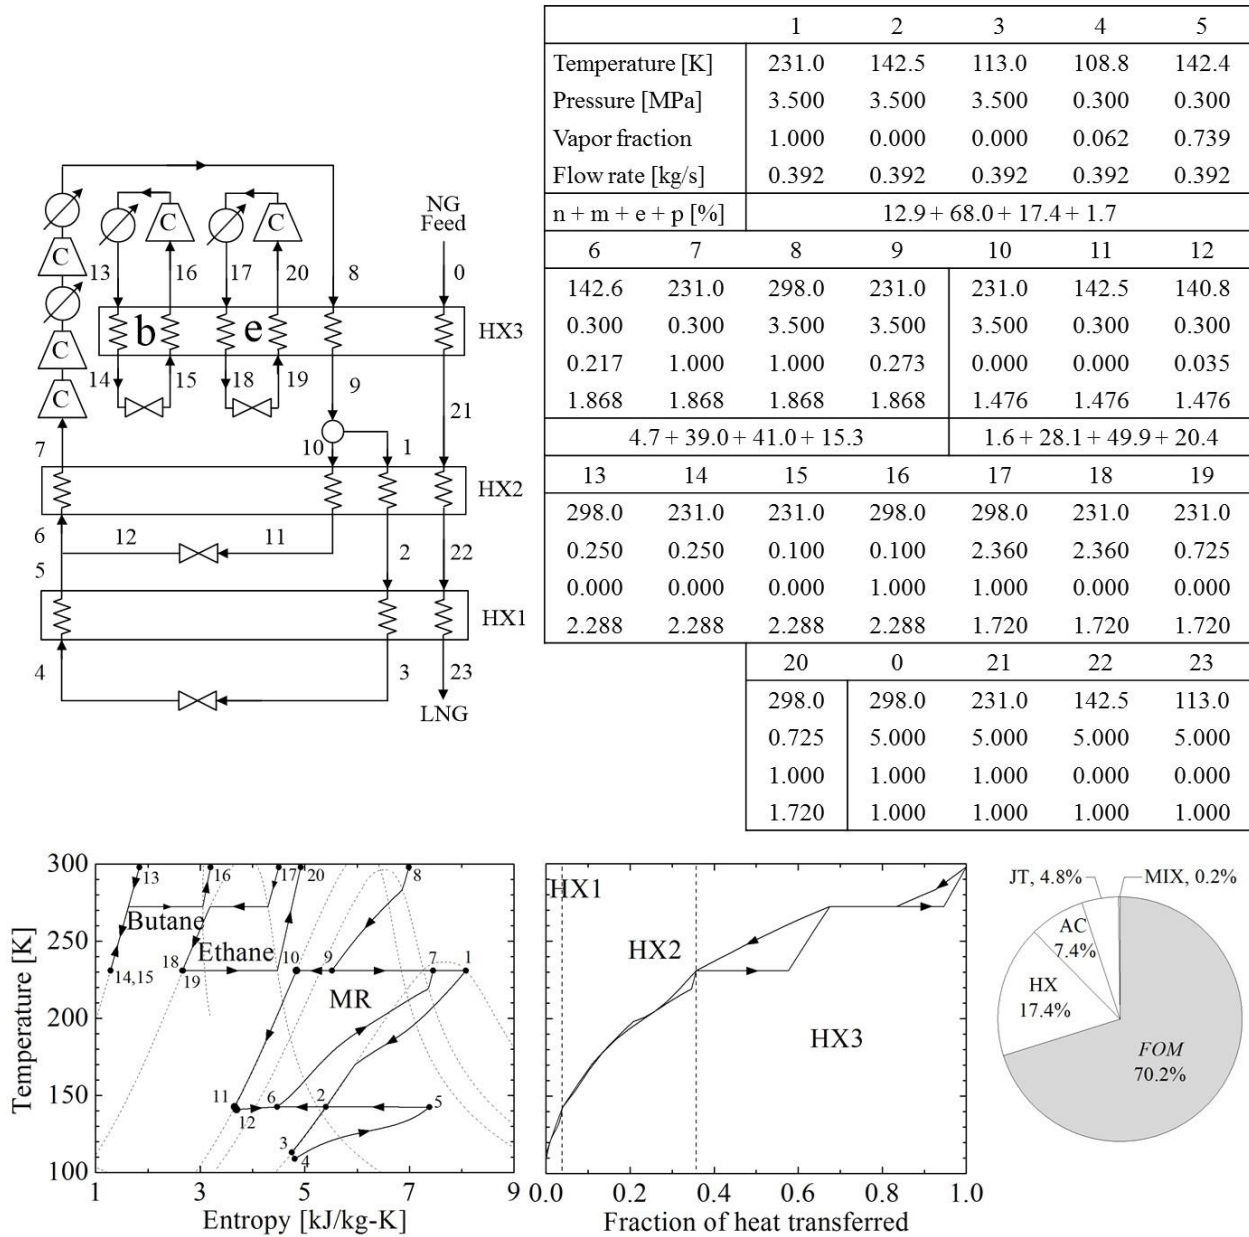 NG
Feed
C
C
C
C
C
13
16
17
20
8
0
b
e
HX3
14
15
18
19
9
21
10
1
7
HX2
6
12
11
2
22
5
HX1
4
3
23
LNG
1 2 3 4 5
Temperature [K] 231.0 142.5 113.0 108.8 142.4
Pressure [MPa] 3.500 3.500 3.500 0.300 0.300
Vapor fraction 1.000 0.000 0.000 0.062 0.739
Flow rate [kg/s] 0.392 0.392 0.392 0.392 0.392
n + m + e + p [%] 12.9 + 68.0 + 17.4 + 1.7
6 7 8 9 10 11 12
142.6 231.0 298.0 231.0 231.0 142.5 140.8
0.300 0.300 3.500 3.500 3.500 0.300 0.300
0.217 1.000 1.000 0.273 0.000 0.000 0.035
1.868 1.868 1.868 1.868 1.476 1.476 1.476
4.7 + 39.0 + 41.0 + 15.3 1.6 + 28.1 + 49.9 + 20.4
13 14 15 16 17 18 19
298.0 231.0 231.0 298.0 298.0 231.0 231.0
0.250 0.250 0.100 0.100 2.360 2.360 0.725
0.000 0.000 0.000 1.000 1.000 0.000 0.000
2.288 2.288 2.288 2.288 1.720 1.720 1.720
20 0 21 22 23
298.0 298.0 231.0 142.5 113.0
0.725 5.000 5.000 5.000 5.000
1.000 1.000 1.000 0.000 0.000
1.720 1.000 1.000 1.000 1.000
Temperature [K]
300
250
200
150
100
1 3 5 7 9
Entropy [kJ/kg-K]
13
16
17
20
8
Butane
Ethane
18
19
14,15
10
9
7
1
MR
11
12
6
2
5
3
4
HX1
HX2
HX3
0.0 0.2 0.4 0.6 0.8 1.0
Fraction of heat transferred
JT, 4.8%
MIX, 0.2%
AC
7.4%
HX
17.4%
FOM
70.2%